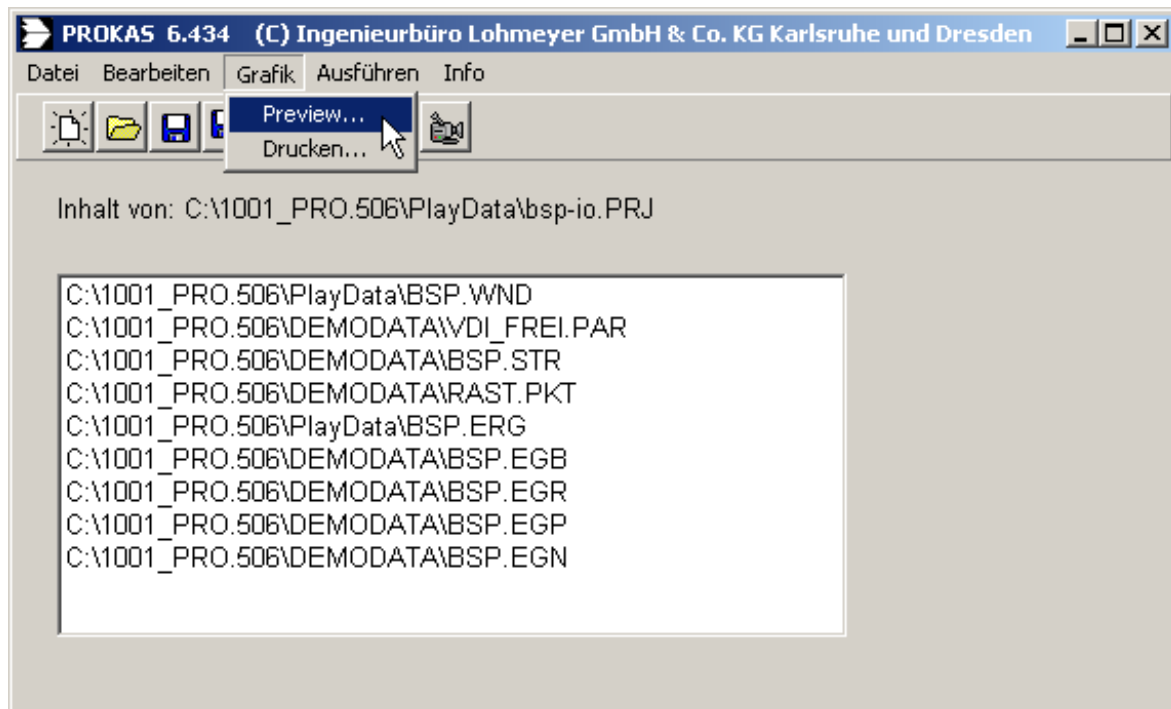 PROKAS 6.434 (C) Ingenieurbüro Lohmeyer GmbH & Co. KG Karlsruhe und Dresden
Datei Bearbeiten Grafik Ausführen Info
Preview...
Drucken...
Inhalt von: C:\1001_PRO.506\PlayData\bsp-io.PRJ
C:\1001_PRO.506\PlayData\BSP.WND
C:\1001_PRO.506\DEMODATA\VDI_FREI.PAR
C:\1001_PRO.506\DEMODATA\BSP.STR
C:\1001_PRO.506\DEMODATA\RAST.PKT
C:\1001_PRO.506\PlayData\BSP.ERG
C:\1001_PRO.506\DEMODATA\BSP.EGB
C:\1001_PRO.506\DEMODATA\BSP.EGR
C:\1001_PRO.506\DEMODATA\BSP.EGP
C:\1001_PRO.506\DEMODATA\BSP.EGN